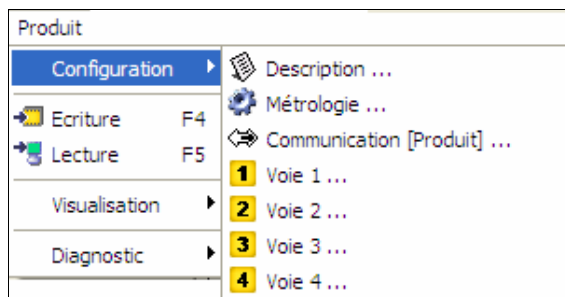 Produit
Configuration
Ecriture F4
Lecture F5
Visualisation
Diagnostic
Description ...
Métrologie ...
Communication [Produit] ...
1 Voie 1 ...
2 Voie 2 ...
3 Voie 3 ...
4 Voie 4 ...